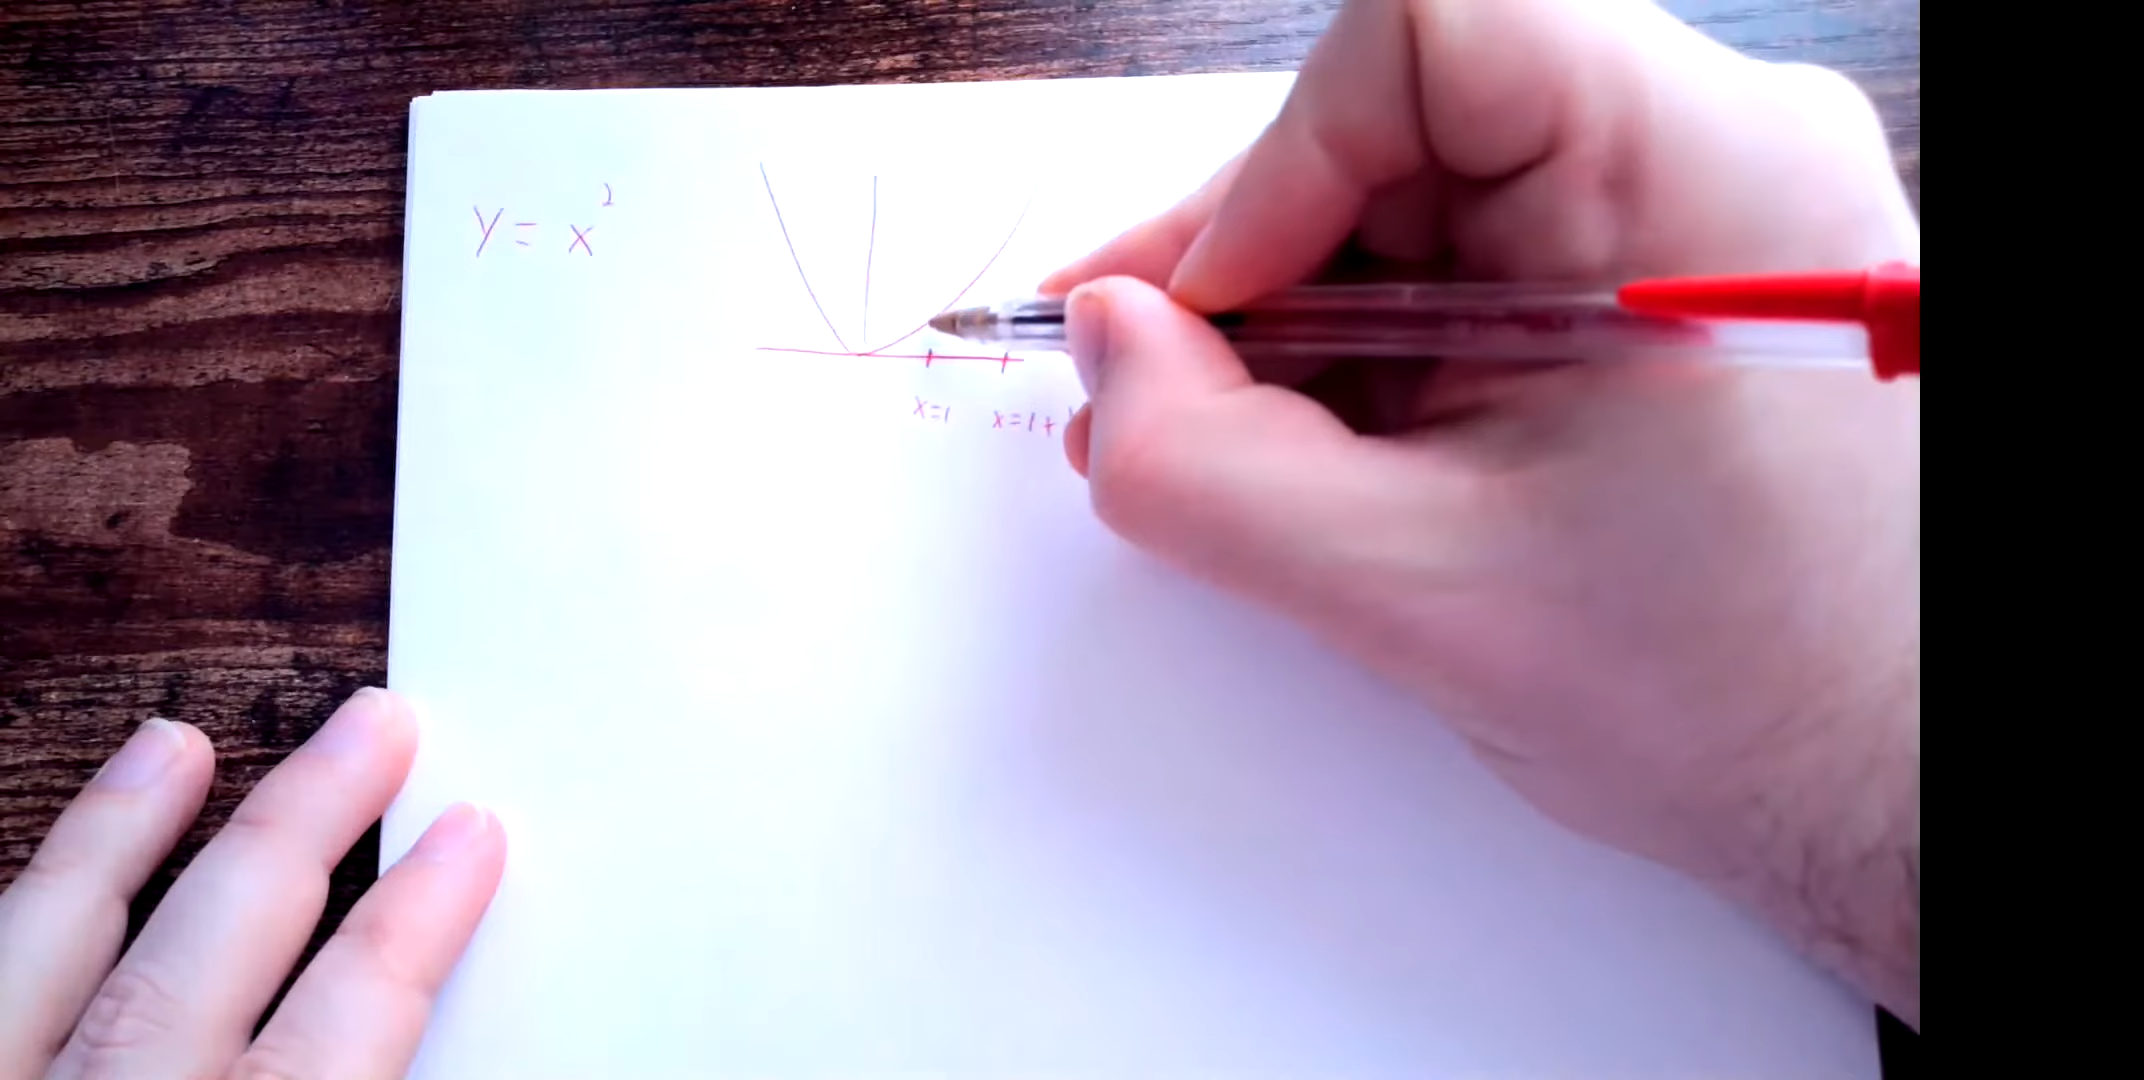 y = x²
x=1 x=1+